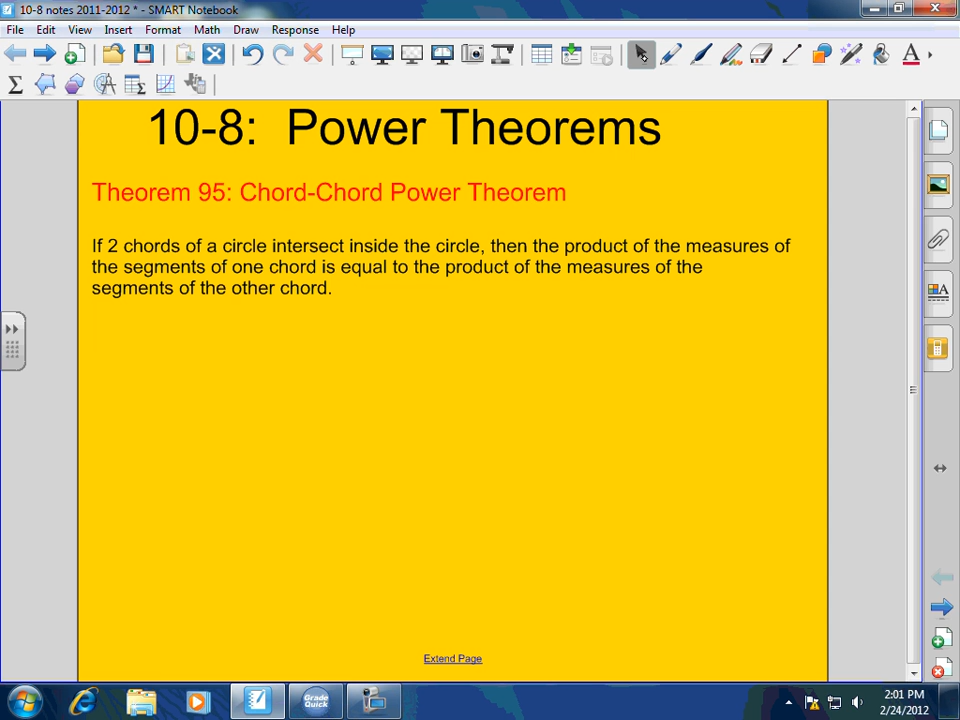 10-8 notes 2011-2012 * - SMART Notebook
File Edit View Insert Format Math Draw Response Help
10-8: Power Theorems
Theorem 95: Chord-Chord Power Theorem
If 2 chords of a circle intersect inside the circle, then the product of the measures of
the segments of one chord is equal to the product of the measures of the
segments of the other chord.
Extend Page
Grade
Quick
2:01 PM
2/24/2012